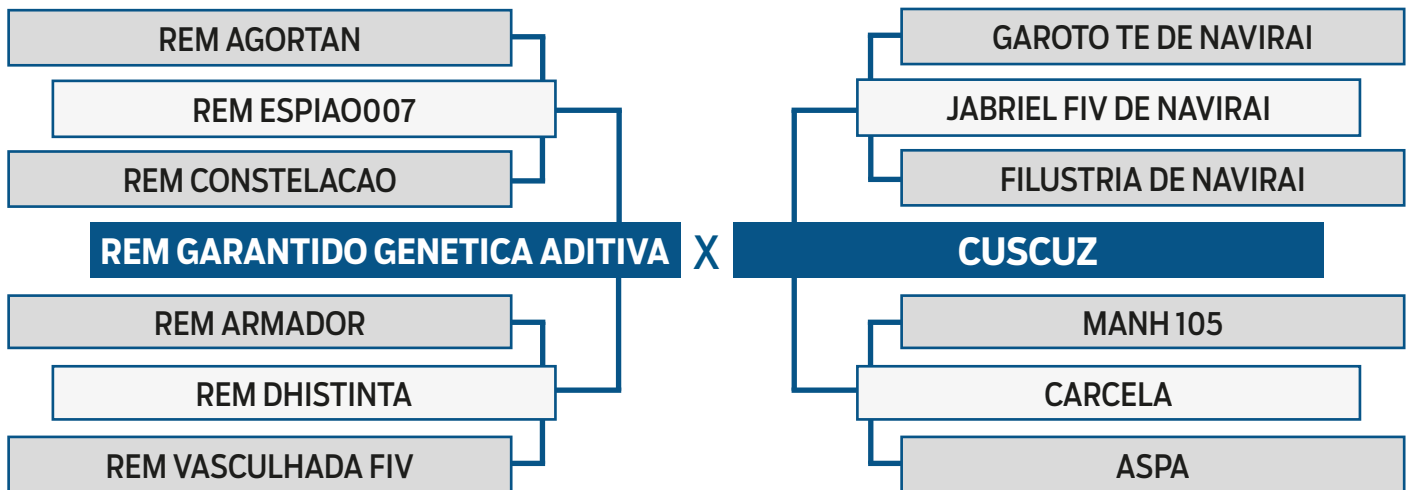 REM AGORTAN
REM ESPIAO007
REM CONSTELACAO
REM GARANTIDO GENETICA ADITIVA
REM ARMADOR
REM DHISTINTA
REM VASCULHADA FIV
X
GAROTO TE DE NAVIRAI
JABRIEL FIV DE NAVIRAI
FILUSTRIA DE NAVIRAI
CUSCUZ
MANH 105
CARCELA
ASPA